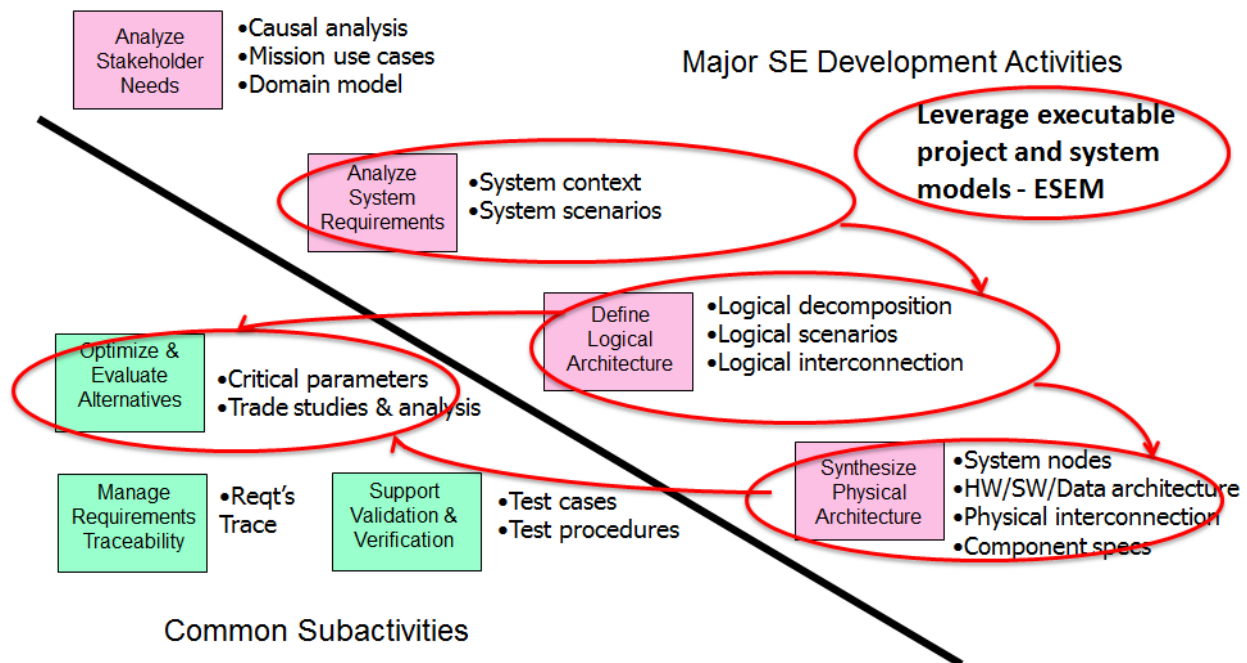 Analyze
Stakeholder
Needs
•Causal analysis
•Mission use cases
•Domain model
Major SE Development Activities
Leverage executable
project and system
models - ESEM
Analyze
System
Requirements
•System context
•System scenarios
Define
Logical
Architecture
•Logical decomposition
•Logical scenarios
•Logical interconnection
Optimize &
Evaluate
Alternatives
•Critical parameters
•Trade studies & analysis
Synthesize
Physical
Architecture
•System nodes
•HW/SW/Data architecture
•Physical interconnection
•Component specs
Manage
Requirements
Traceability
•Reqt's
Trace
Support
Validation &
Verification
•Test cases
•Test procedures
Common Subactivities